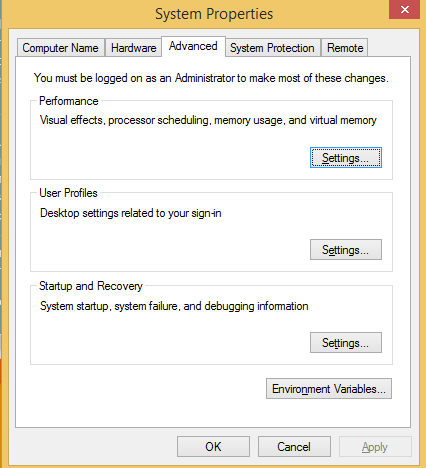 System Properties
Computer Name Hardware Advanced System Protection Remote
You must be logged on as an Administrator to make most of these changes.
Performance
Visual effects, processor scheduling, memory usage, and virtual memory
Settings...
User Profiles
Desktop settings related to your sign-in
Settings...
Startup and Recovery
System startup, system failure, and debugging information
Settings...
Environment Variables...
OK Cancel Apply